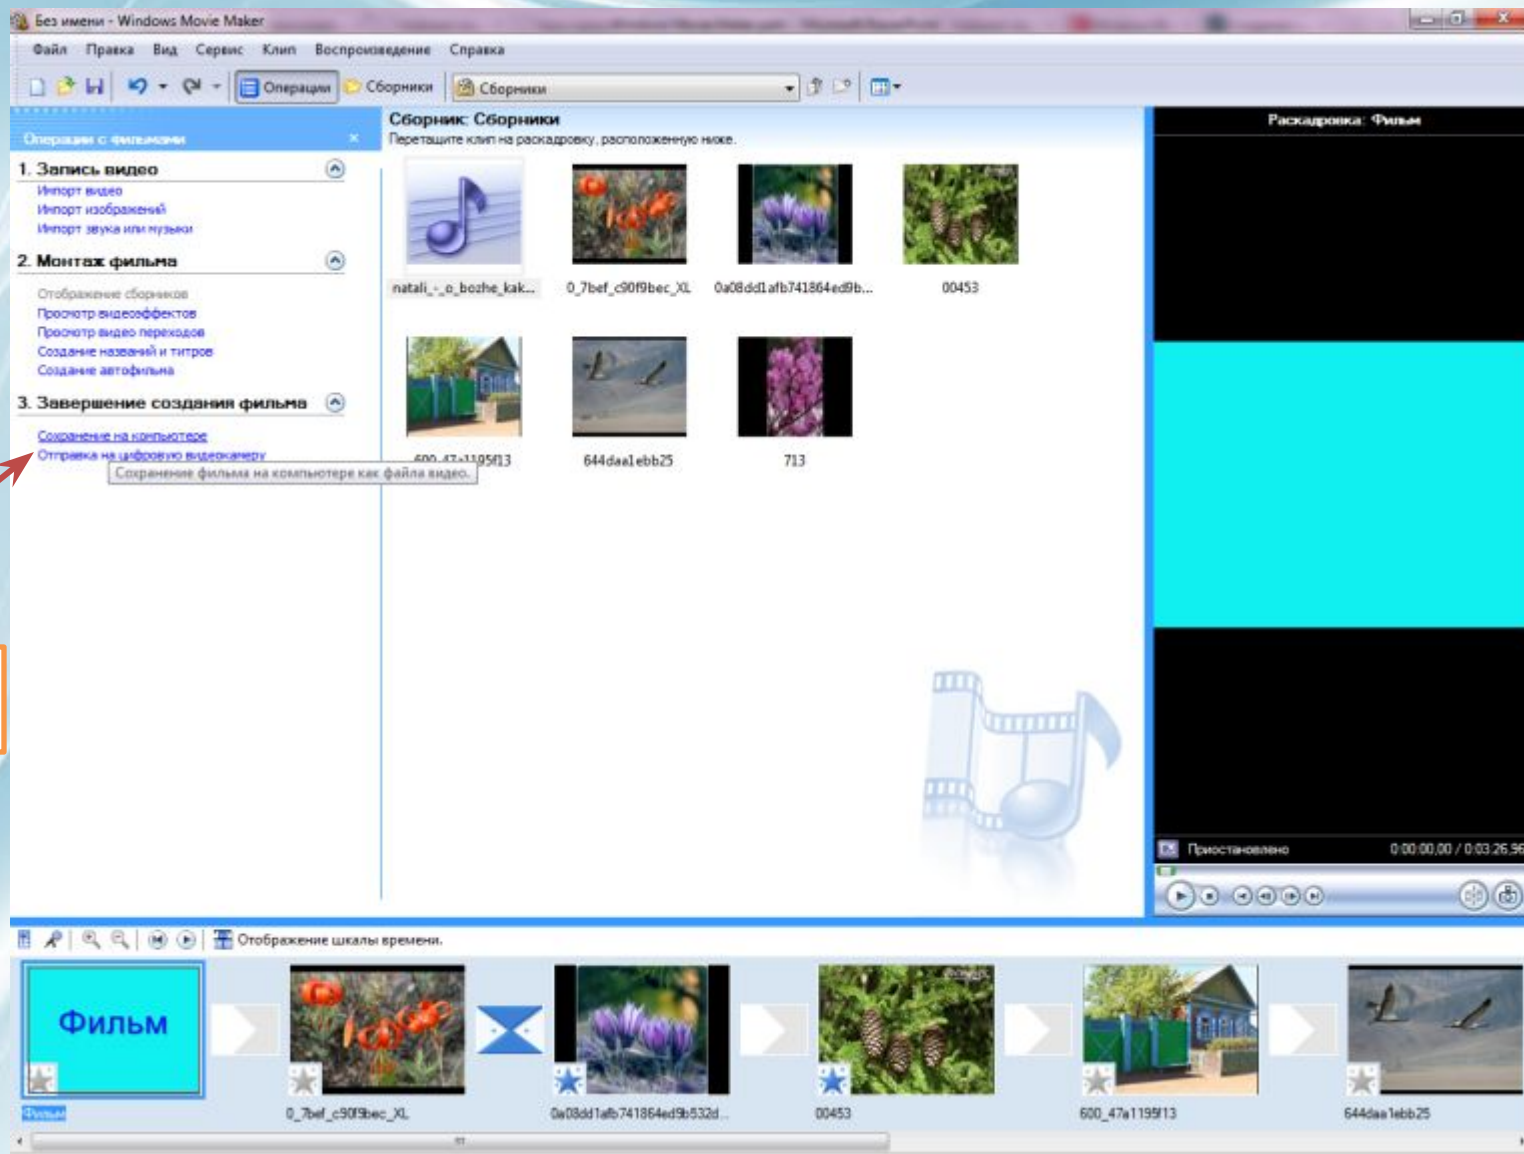 Без имени - Windows Movie Maker
Файл Правка Вид Сервис Клип Воспроизведение Справка
Операции Сборники Сборники
Операции с фильмами
1. Запись видео
Импорт видео
Импорт изображений
Импорт звука или музыки
2. Монтаж фильма
Отображение сборников
Просмотр видеоэффектов
Просмотр видео переходов
Создание названий и титров
Создание автофильма
3. Завершение создания фильма
Сохранение на компьютере
Отправка на цифровую видеокамеру
Сохранение фильма на компьютере как файла видео.
Сборник: Сборники
Перетащите клип на раскадровку, расположенную ниже.
natali_-_o_bozhe_kak...
0_7bef_c90f9bec_XL
0a08dd1afb741864ed9b...
00453
600_47a1195f13
644daa1ebb25
713
Раскадровка: Фильм
Приостановлено
0:00:00,00 / 0:03:26,96
Отображение шкалы времени.
Фильм
Фильм
0_7bef_c90f9bec_XL
0a08dd1afb741864ed9b532d...
00453
600_47a1195f13
644daa1ebb25